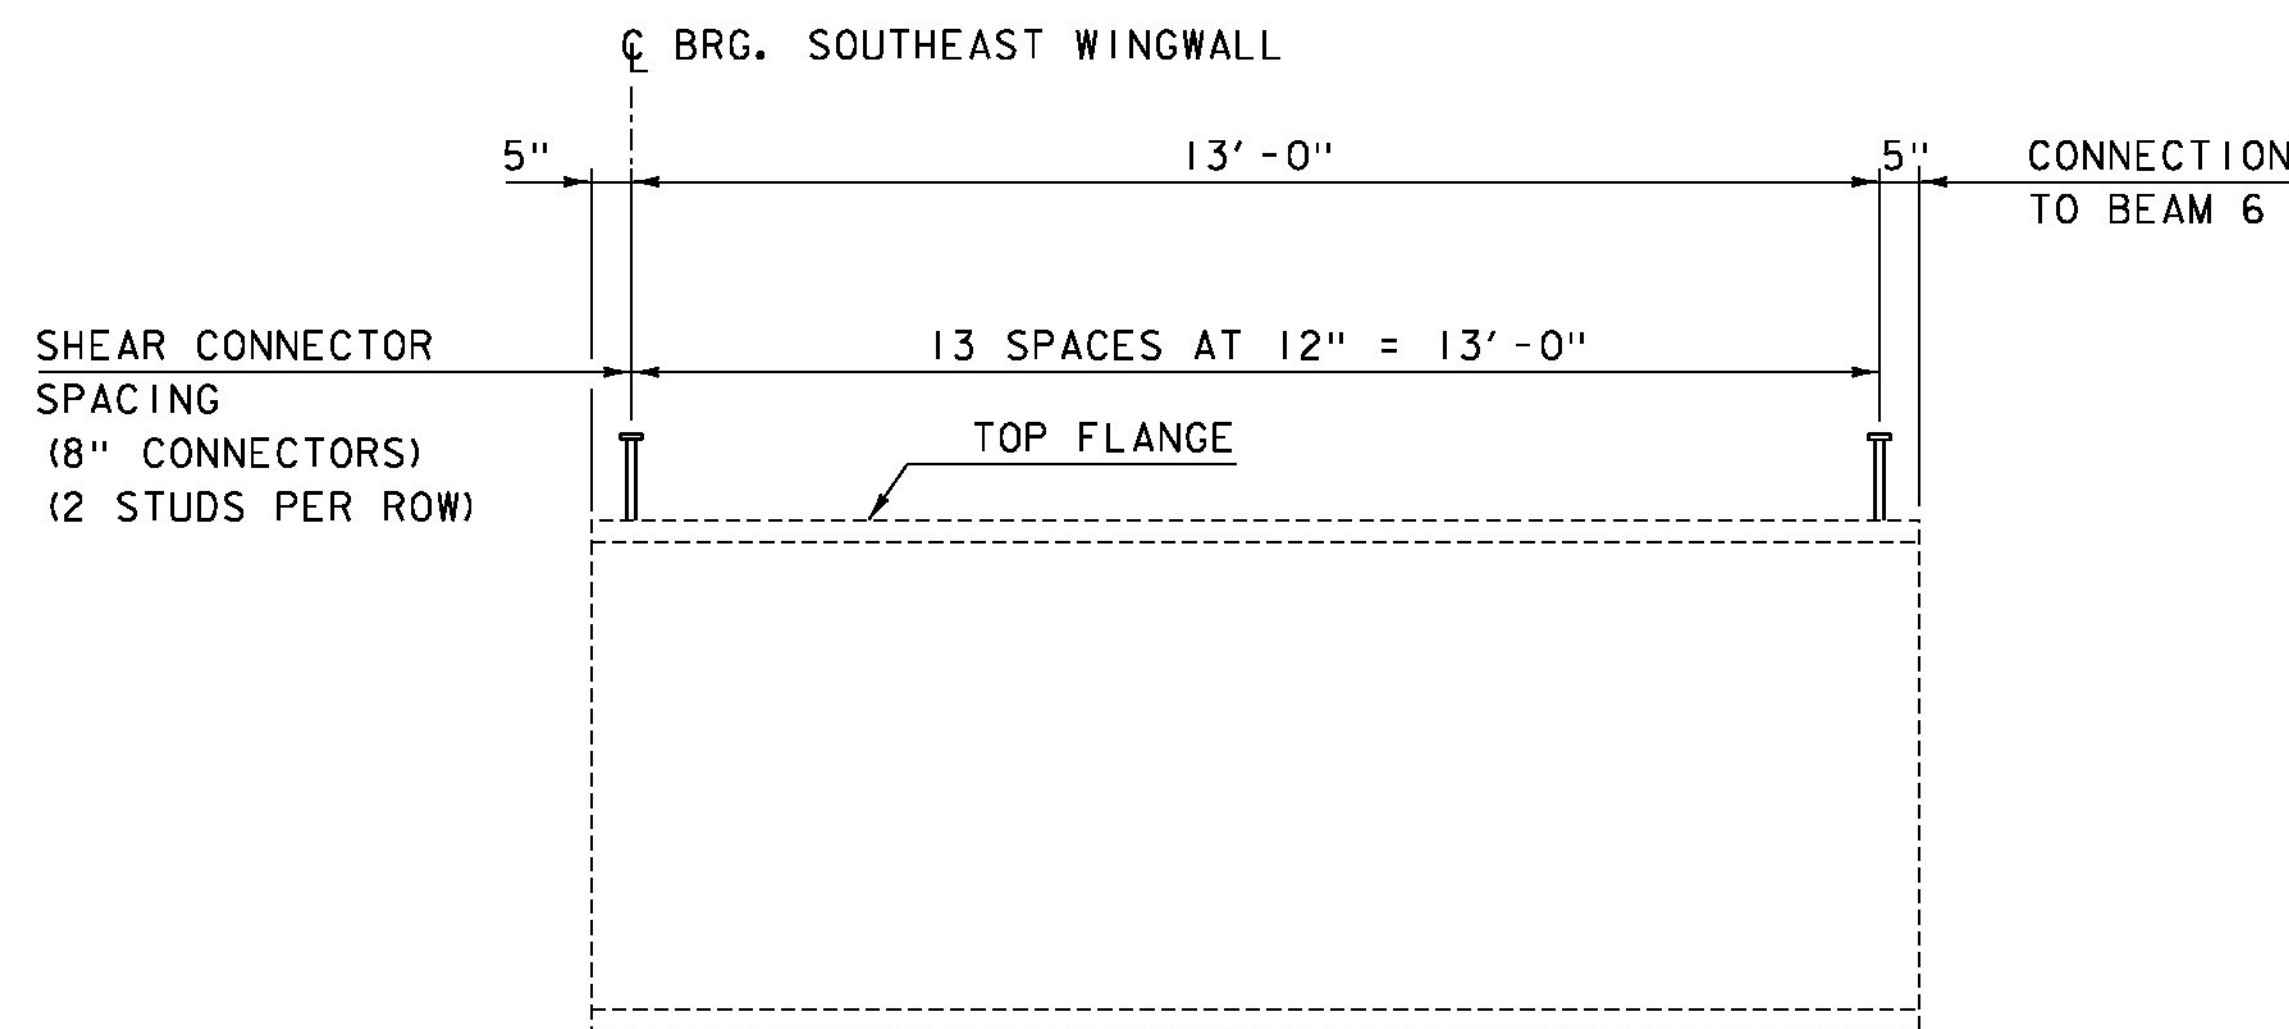 ℄ BRG. SOUTHEAST WINGWALL
5" 13'-0" 5" CONNECTION
TO BEAM 6
SHEAR CONNECTOR
SPACING
(8" CONNECTORS)
(2 STUDS PER ROW)
13 SPACES AT 12" = 13'-0"
TOP FLANGE